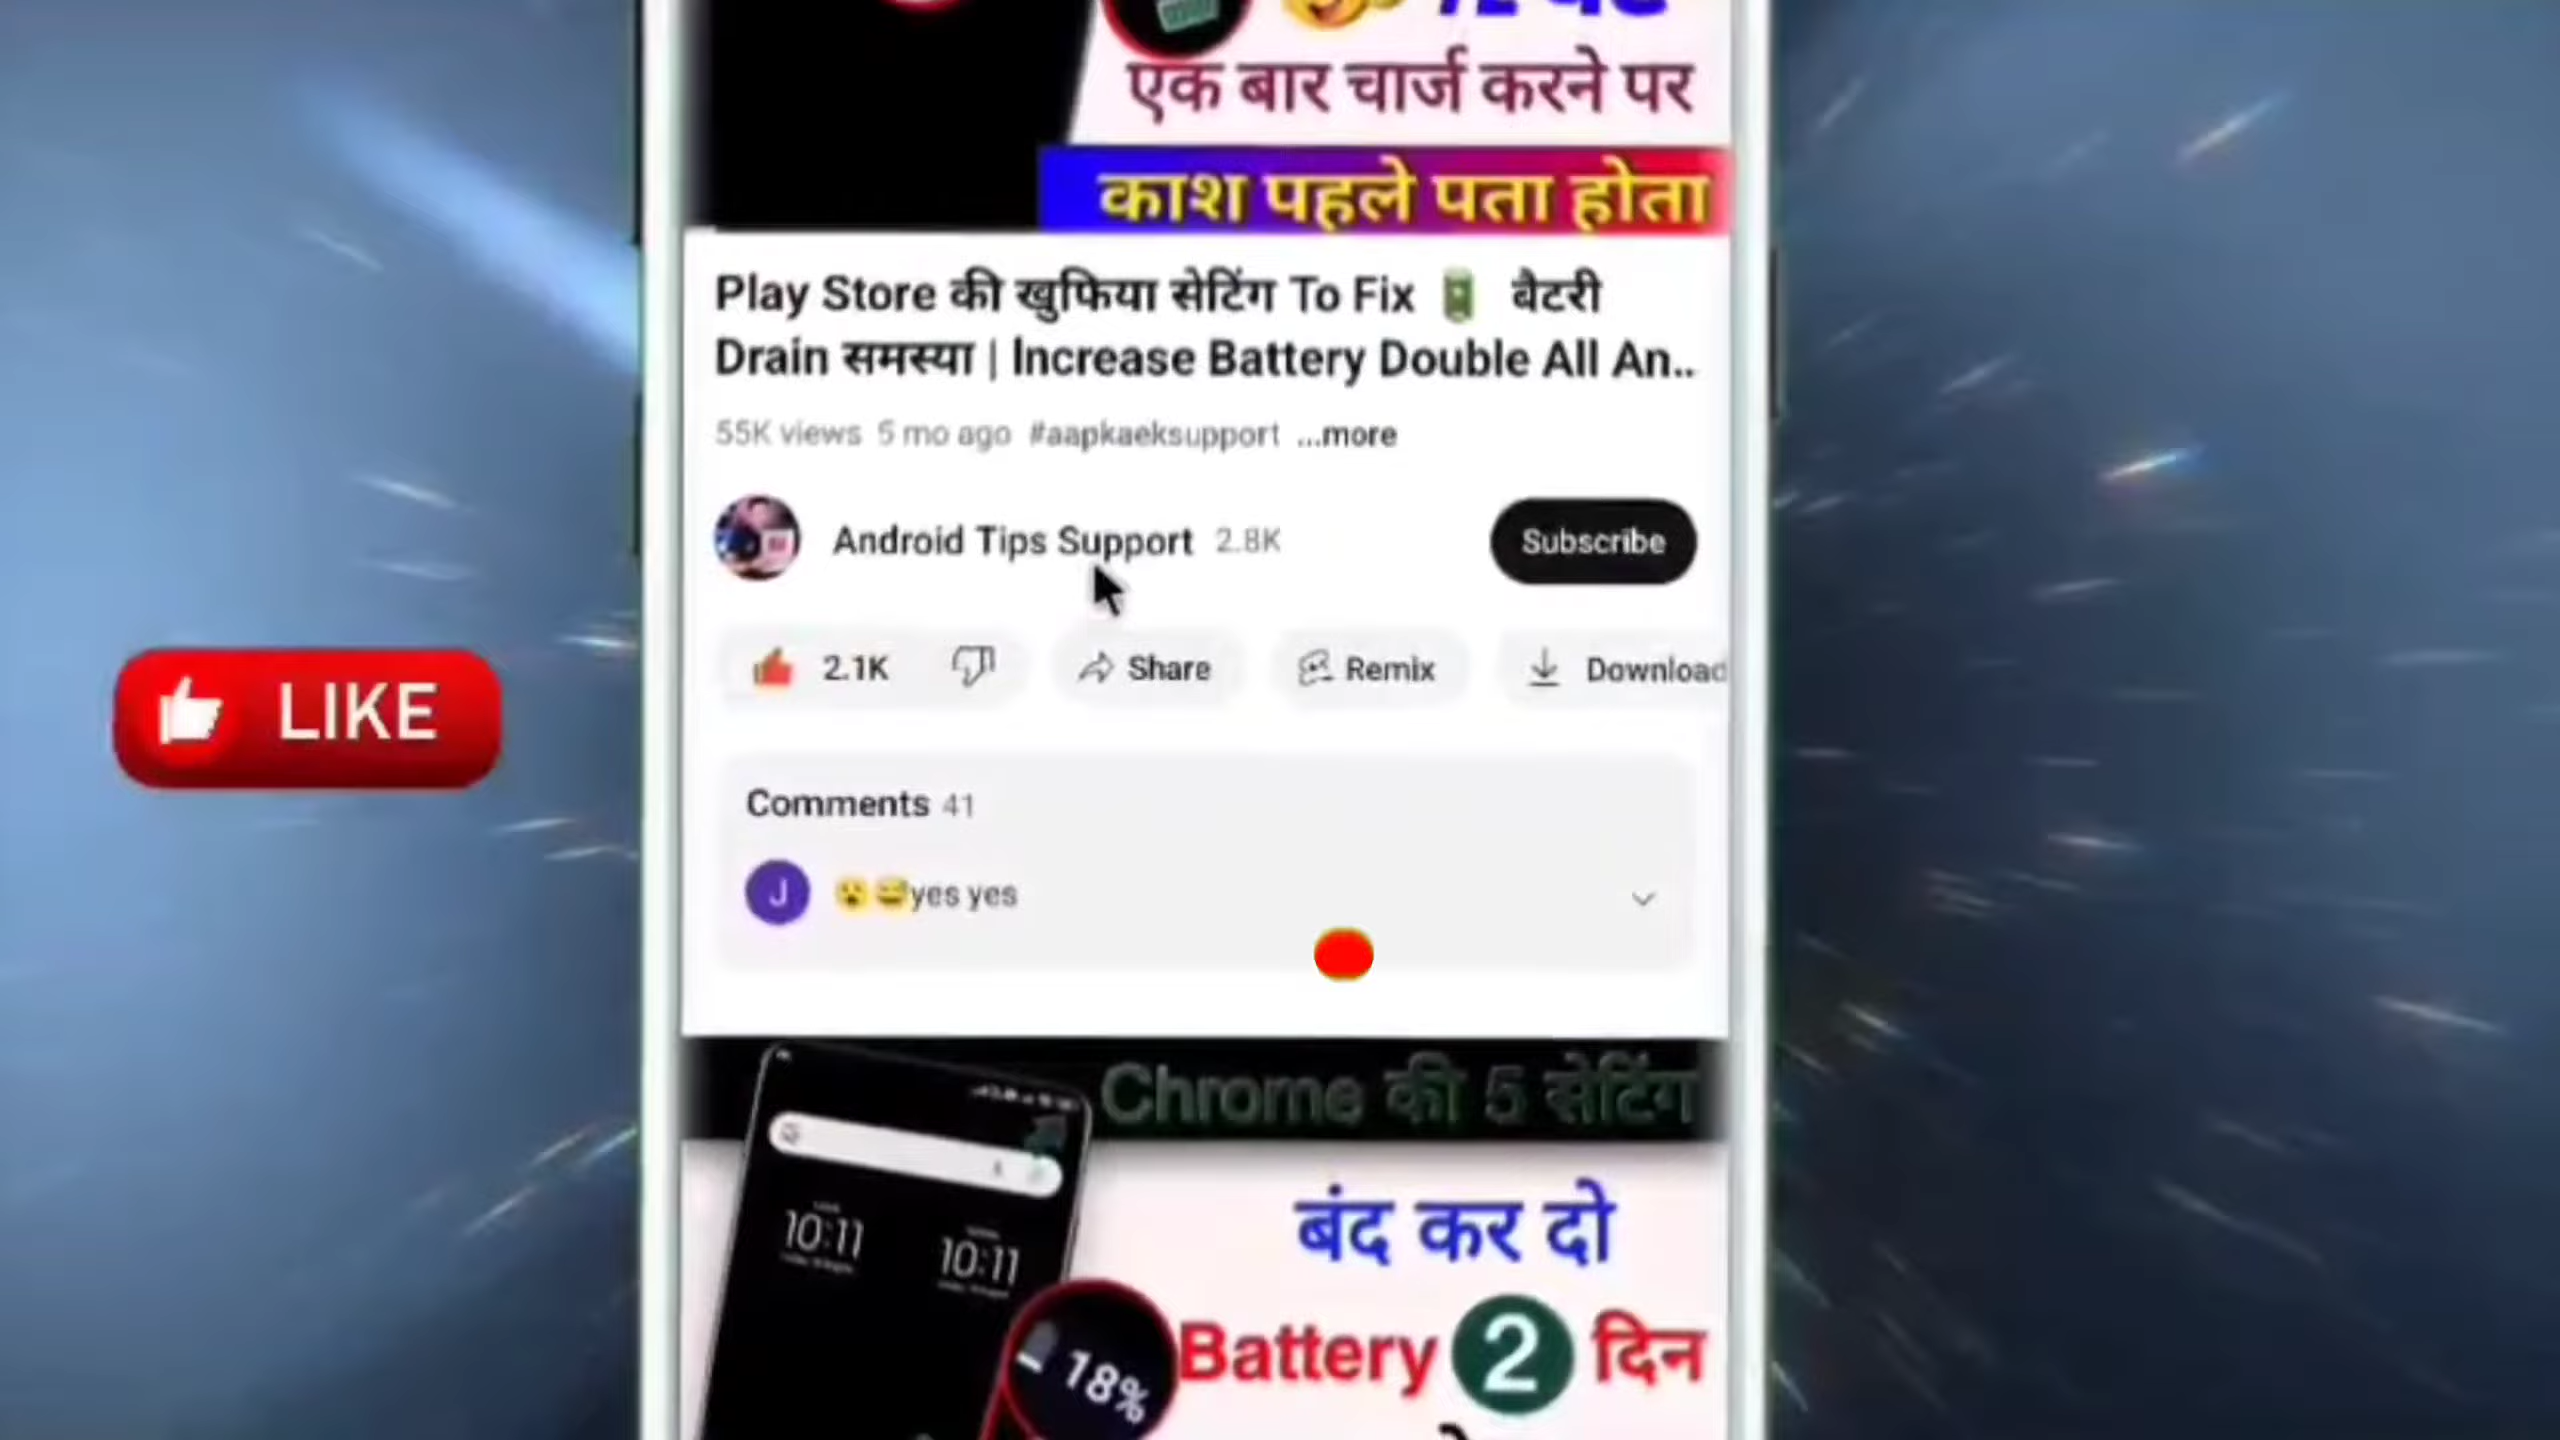 एक बार चार्ज करने पर
काश पहले पता होता
Play Store की खुफिया सेटिंग To Fix 🔋 बैटरी
Drain समस्या | Increase Battery Double All An..
55K views 5 mo ago #aapkaeksupport ...more
Android Tips Support 2.8K
Subscribe
2.1K
Share
Remix
Download
LIKE
Comments 41
J
😮😅yes yes
Chrome की 5 सेटिंग
10:11
10:11
बंद कर दो
Battery 2 दिन
18%